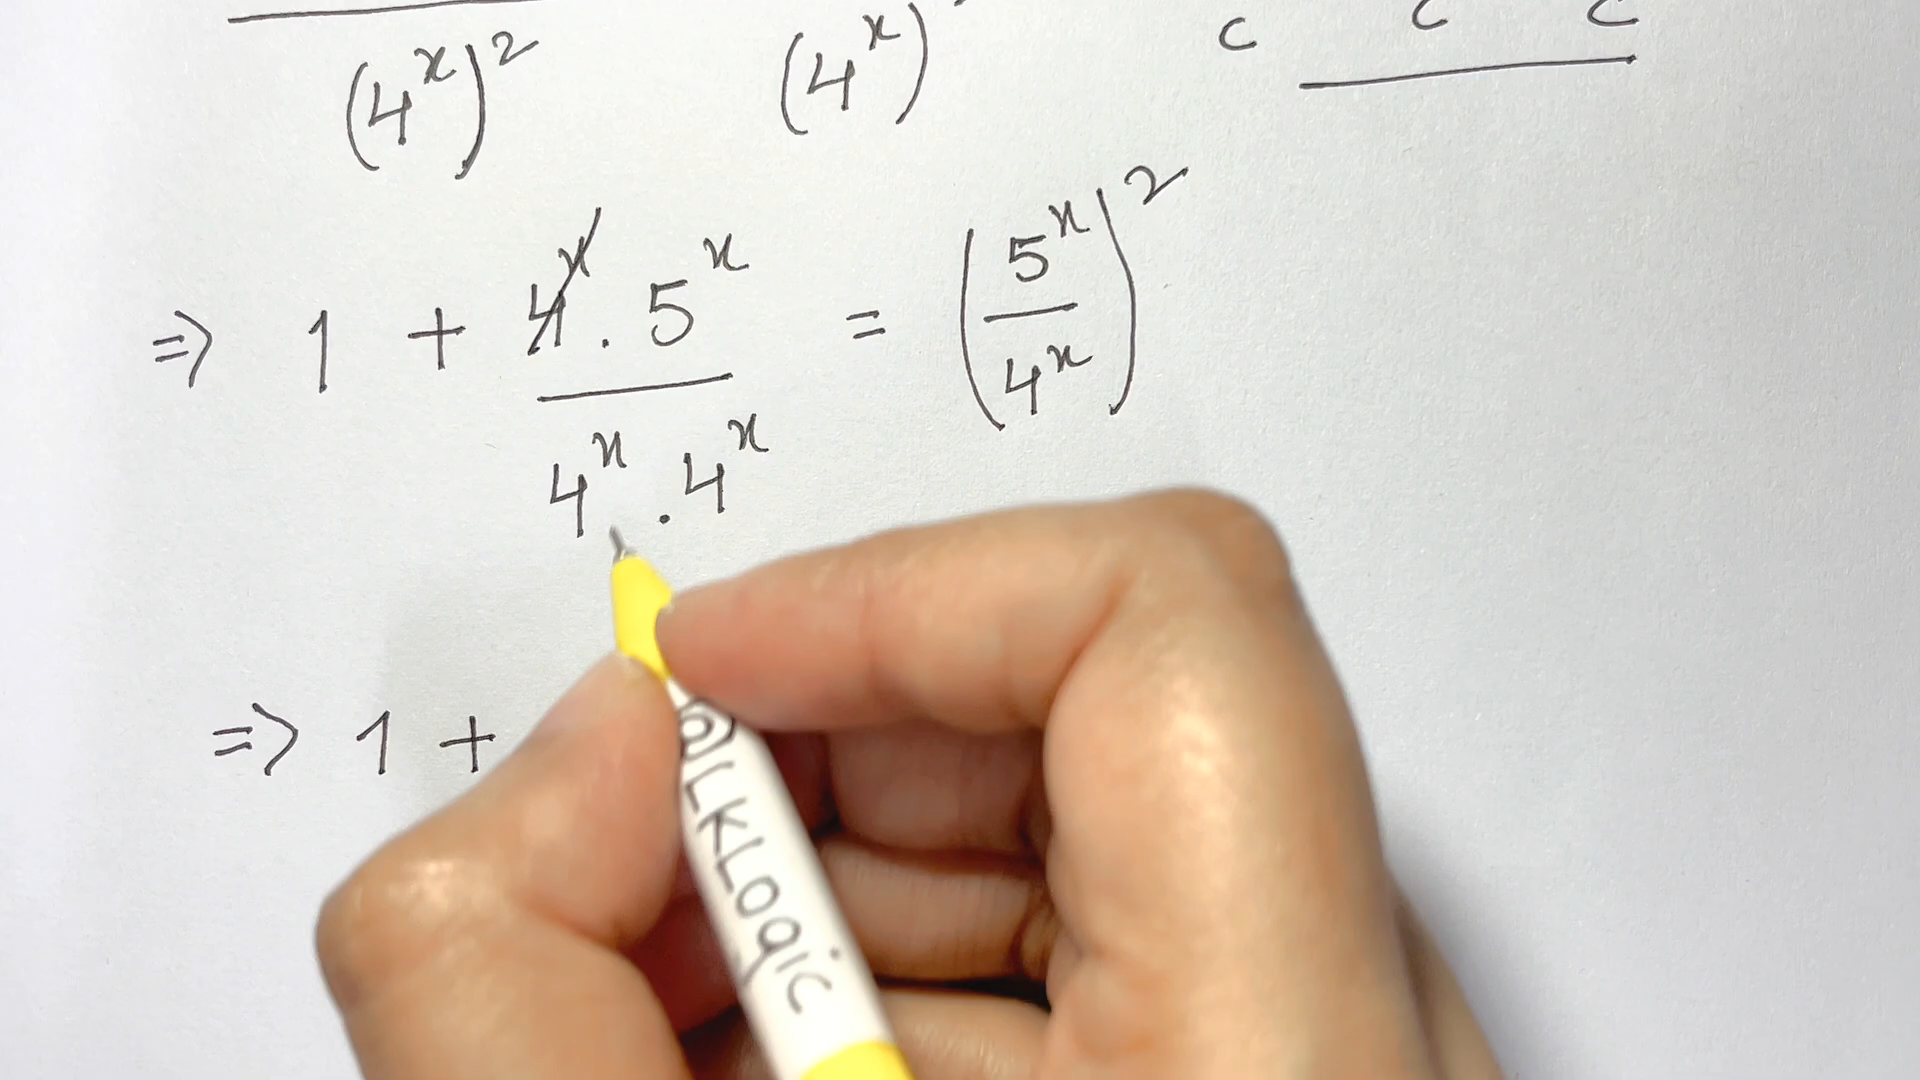 (4^x)^2 (4^x) c c c
=> 1 + 4^x . 5^x / 4^x . 4^x = (5^x / 4^x)^2
=> 1 +
@LKLogic